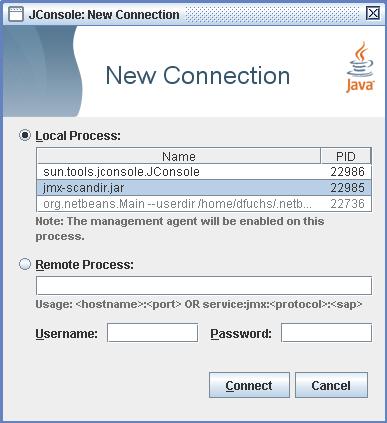 JConsole: New Connection
New Connection
Java
Local Process:
Name PID
sun.tools.jconsole.JConsole 22986
jmx-scandir.jar 22985
org.netbeans.Main --userdir /home/dfuchs/.netb... 22736
Note: The management agent will be enabled on this
process.
Remote Process:
Usage: <hostname>:<port> OR service:jmx:<protocol>:<sap>
Username: Password:
Connect Cancel